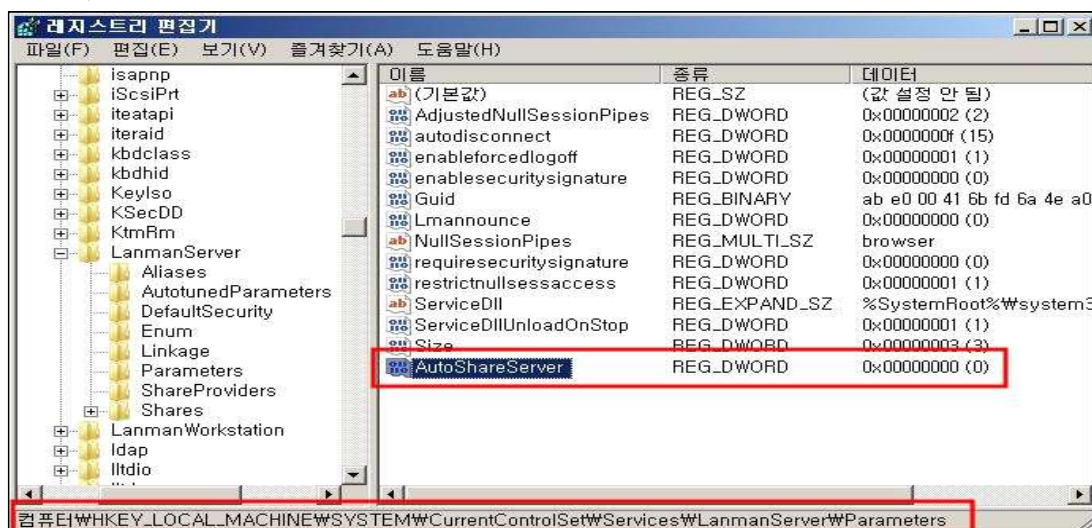 레지스트리 편집기
파일(F) 편집(E) 보기(V) 즐겨찾기(A) 도움말(H)
isapnp
iScsiPrt
iteatapi
iteraid
kbdclass
kbdhid
KeyIso
KSecDD
KtmRm
LanmanServer
Aliases
AutotunedParameters
DefaultSecurity
Enum
Linkage
Parameters
ShareProviders
Shares
LanmanWorkstation
ldap
lltdio
이름 종류 데이터
(기본값) REG_SZ (값 설정 안 됨)
AdjustedNullSessionPipes REG_DWORD 0x00000002 (2)
autodisconnect REG_DWORD 0x0000000f (15)
enableforcedlogoff REG_DWORD 0x00000001 (1)
enablesecuritysignature REG_DWORD 0x00000000 (0)
Guid REG_BINARY ab e0 00 41 6b fd 6a 4e a0
Lmannounce REG_DWORD 0x00000000 (0)
NullSessionPipes REG_MULTI_SZ browser
requiresecuritysignature REG_DWORD 0x00000000 (0)
restrictnullsessaccess REG_DWORD 0x00000001 (1)
ServiceDll REG_EXPAND_SZ %SystemRoot%₩system3
ServiceDllUnloadOnStop REG_DWORD 0x00000001 (1)
Size REG_DWORD 0x00000003 (3)
AutoShareServer REG_DWORD 0x00000000 (0)
컴퓨터₩HKEY_LOCAL_MACHINE₩SYSTEM₩CurrentControlSet₩Services₩LanmanServer₩Parameters